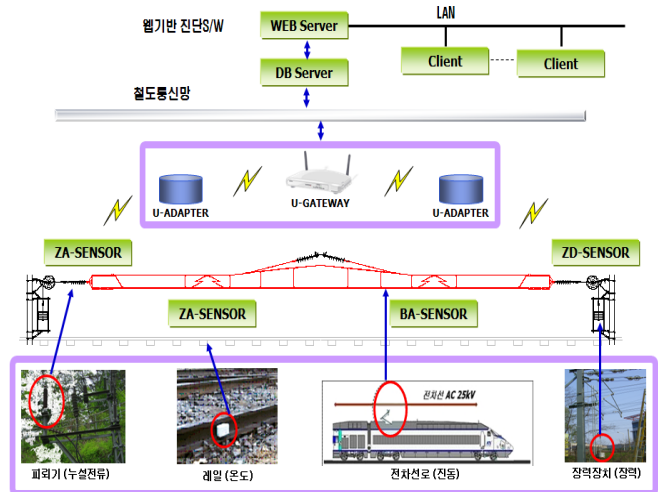 LAN
웹기반 진단S/W
WEB Server
DB Server
Client
Client
철도통신망
U-ADAPTER
U-GATEWAY
U-ADAPTER
ZA-SENSOR
ZD-SENSOR
ZA-SENSOR
BA-SENSOR
전차선 AC 25kV
피뢰기 (누설전류)
레일 (온도)
전차선로 (진동)
장력장치 (장력)